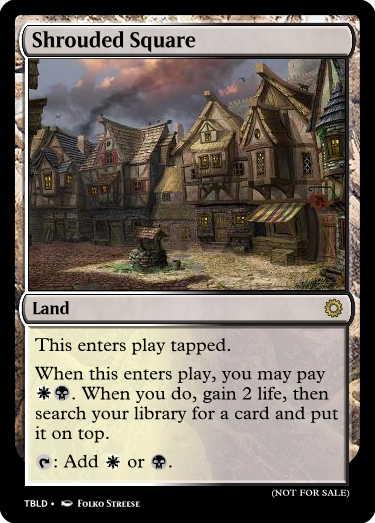 Shrouded Square
Land
This enters play tapped.
When this enters play, you may pay
. When you do, gain 2 life, then
search your library for a card and put
it on top.
: Add or .
(NOT FOR SALE)
TBLD • Folko Streese